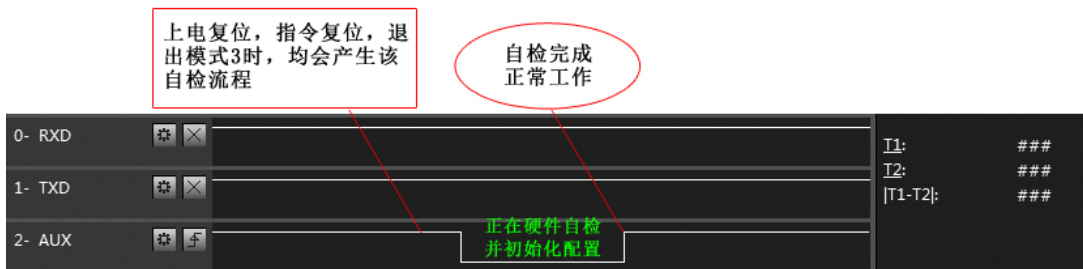 上电复位，指令复位，退
出模式3时，均会产生该
自检流程
自检完成
正常工作
0- RXD
1- TXD
2- AUX
正在硬件自检
并初始化配置
T1: ###
T2: ###
|T1-T2|: ###